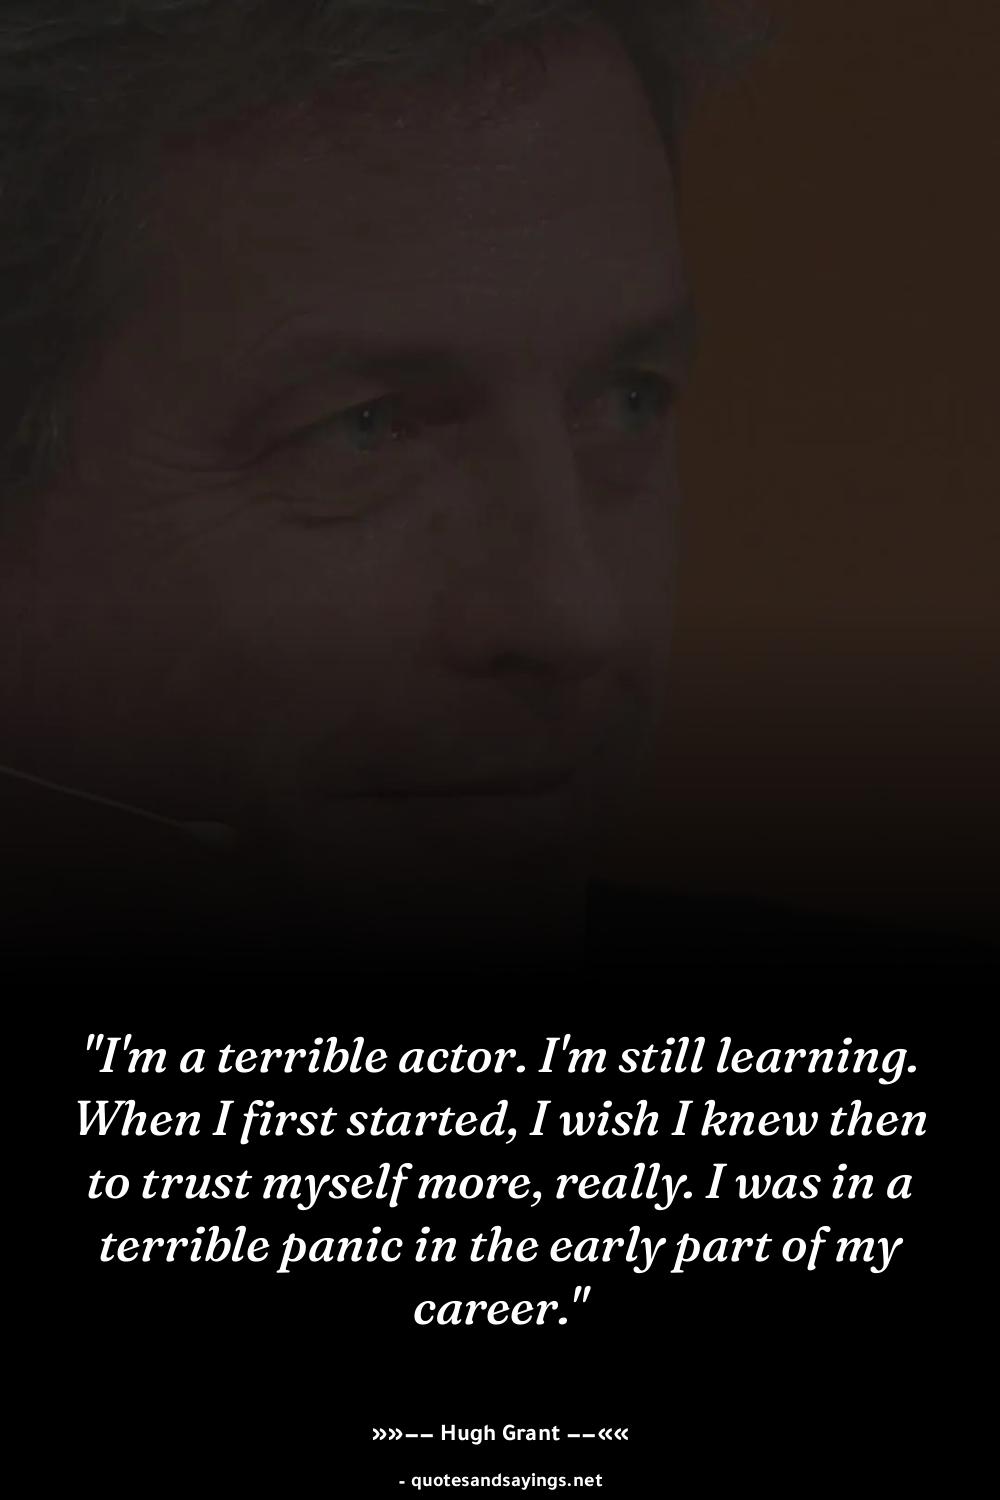 "I'm a terrible actor. I'm still learning.
When I first started, I wish I knew then
to trust myself more, really. I was in a
terrible panic in the early part of my
career."
»»−− Hugh Grant −−««
- quotesandsayings.net